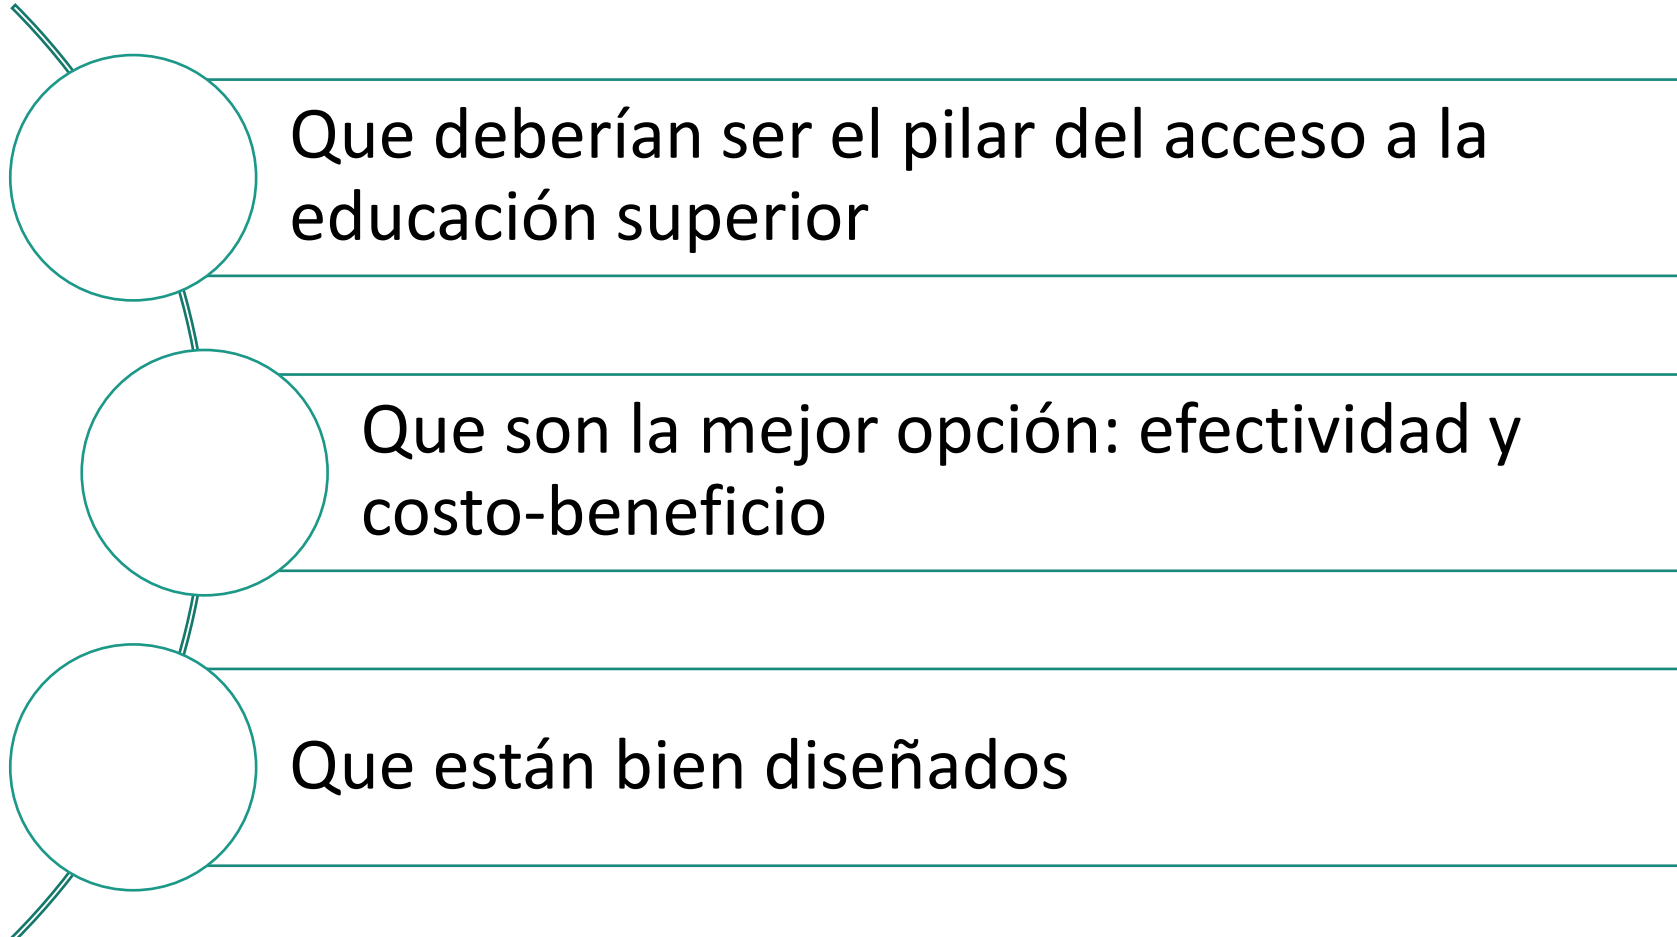 Que deberían ser el pilar del acceso a la
educación superior
Que son la mejor opción: efectividad y
costo-beneficio
Que están bien diseñados